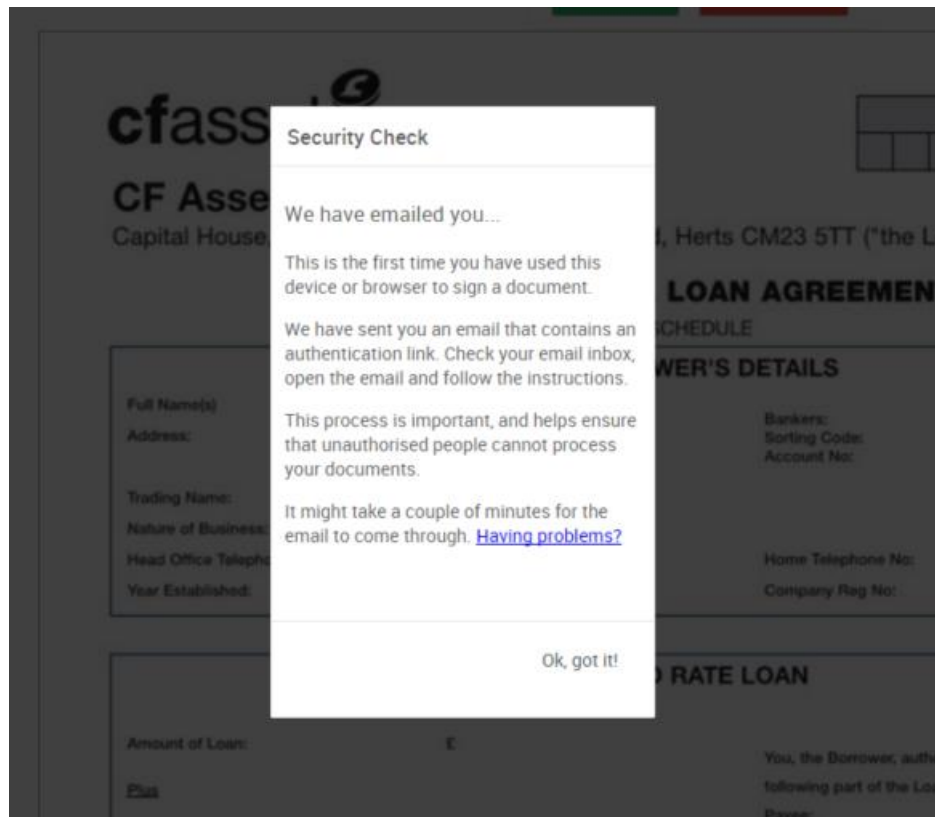 cfass
CF Asse
Capital House, , Herts CM23 5TT ("the L
LOAN AGREEMEN
SCHEDULE
WER'S DETAILS
Full Name(s)
Bankers:
Address:
Sorting Code:
Account No:
Trading Name:
Nature of Business:
Head Office Telepho
Home Telephone No:
Year Established:
Company Reg No:
RATE LOAN
Amount of Loan: £
You, the Borrower, autho
Plus
following part of the Loa
Payee:
Security Check
We have emailed you...
This is the first time you have used this
device or browser to sign a document.
We have sent you an email that contains an
authentication link. Check your email inbox,
open the email and follow the instructions.
This process is important, and helps ensure
that unauthorised people cannot process
your documents.
It might take a couple of minutes for the
email to come through. Having problems?
Ok, got it!